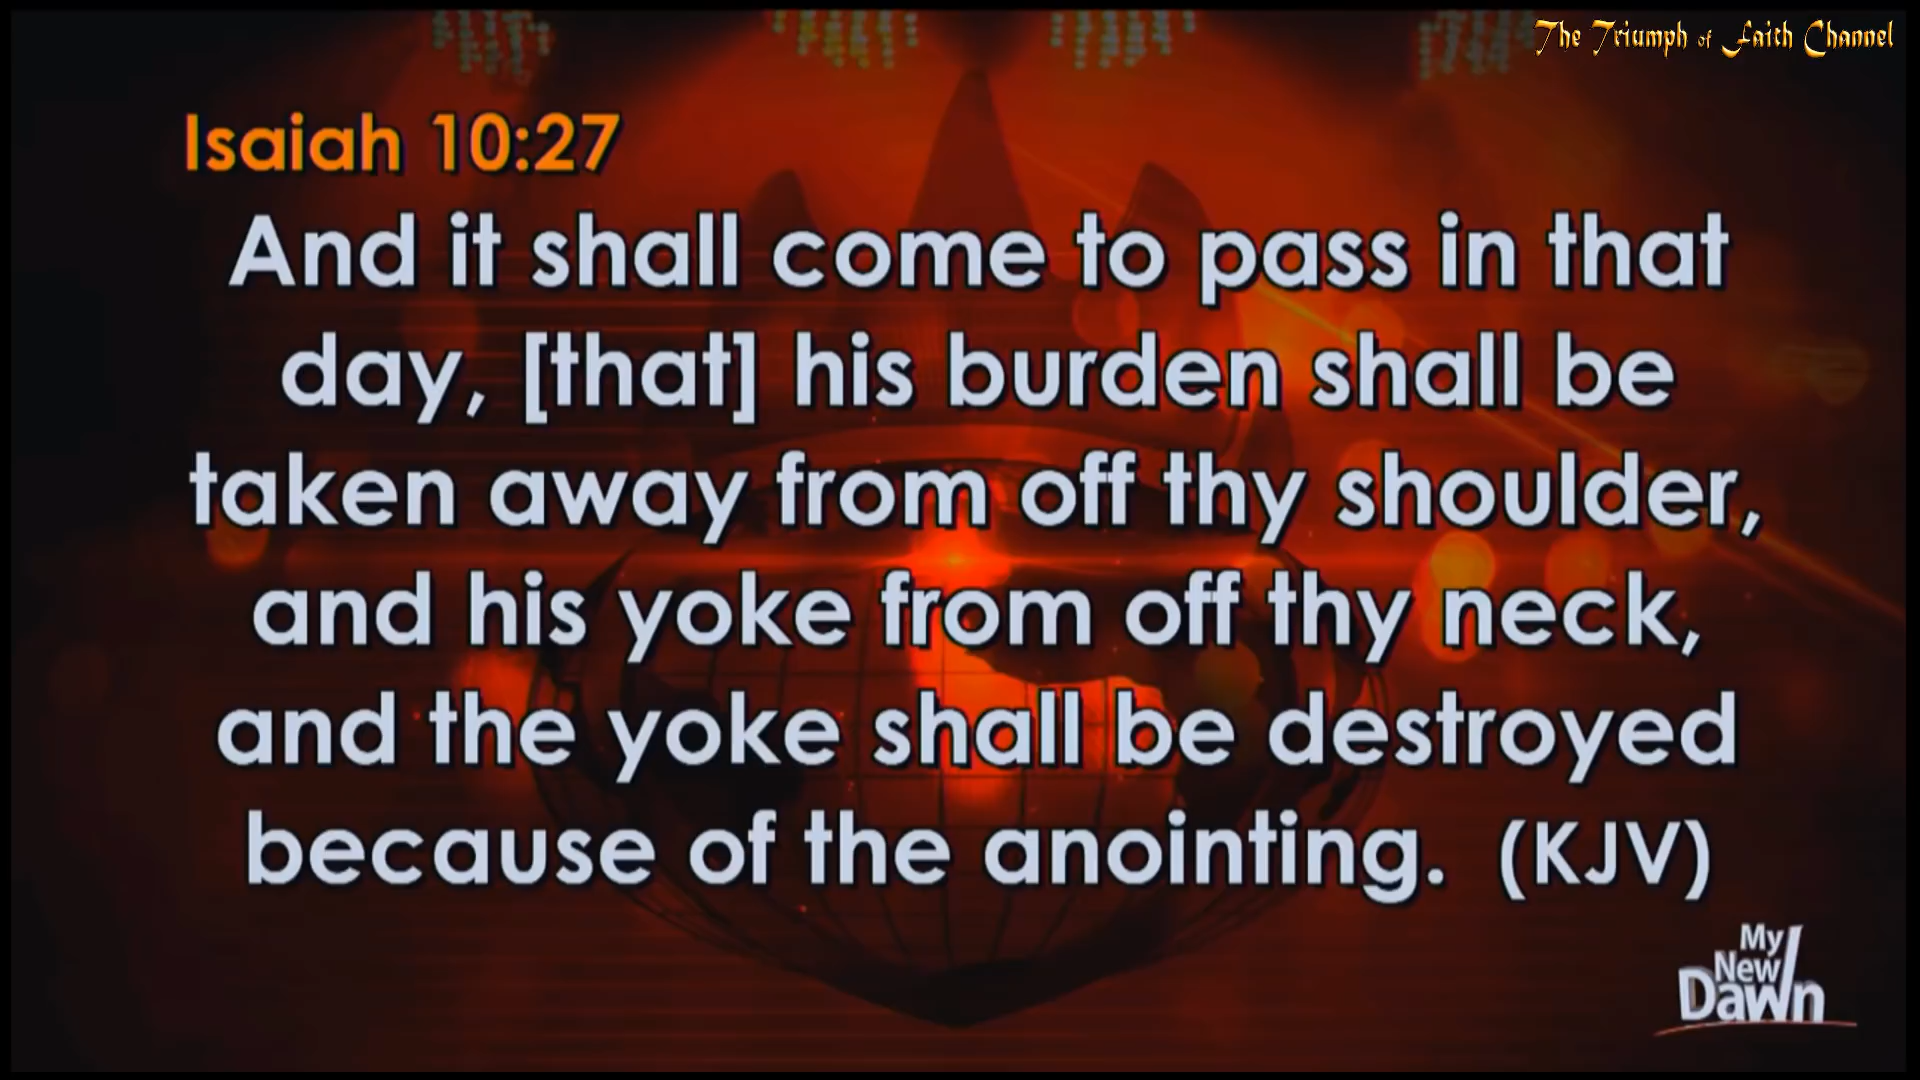 The Triumph of Faith Channel
Isaiah 10:27
And it shall come to pass in that
day, [that] his burden shall be
taken away from off thy shoulder,
and his yoke from off thy neck,
and the yoke shall be destroyed
because of the anointing. (KJV)
My
New
Dawn